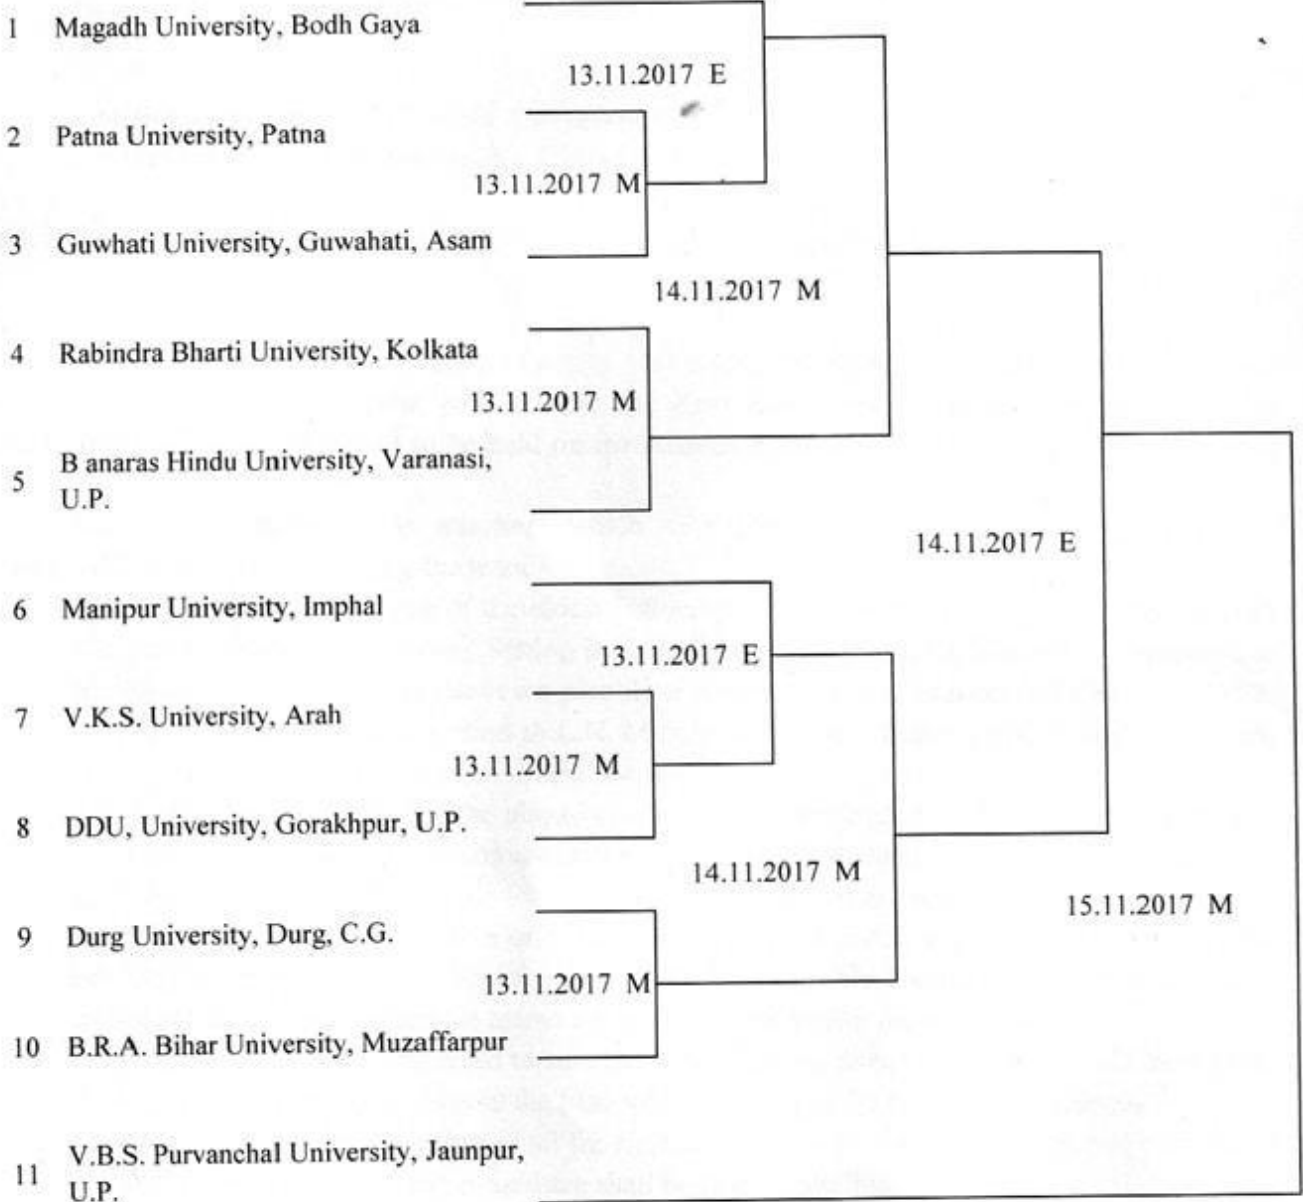 1 Magadh University, Bodh Gaya
13.11.2017 E
2 Patna University, Patna
13.11.2017 M
3 Guwhati University, Guwahati, Asam
14.11.2017 M
4 Rabindra Bharti University, Kolkata
13.11.2017 M
5 B anaras Hindu University, Varanasi,
U.P.
14.11.2017 E
6 Manipur University, Imphal
13.11.2017 E
7 V.K.S. University, Arah
13.11.2017 M
8 DDU, University, Gorakhpur, U.P.
14.11.2017 M
15.11.2017 M
9 Durg University, Durg, C.G.
13.11.2017 M
10 B.R.A. Bihar University, Muzaffarpur
11 V.B.S. Purvanchal University, Jaunpur,
U.P.